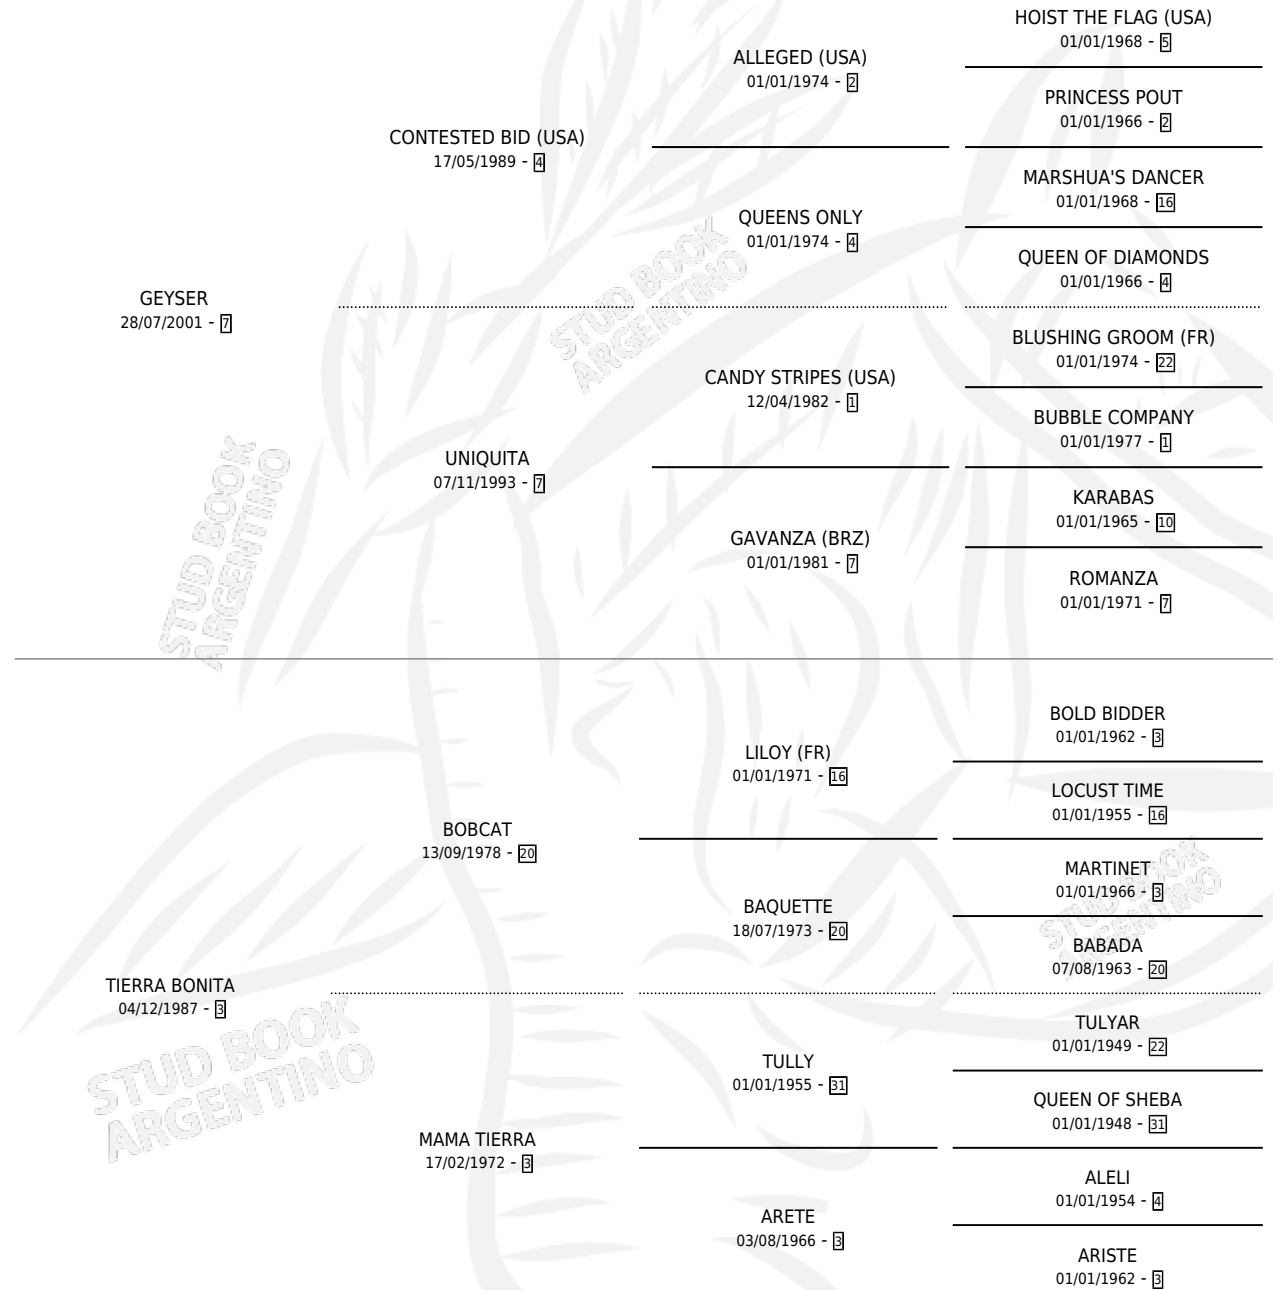 GEYSER
28/07/2001 - 7
CONTESTED BID (USA)
17/05/1989 - 4
UNIQUITA
07/11/1993 - 7
ALLEGED (USA)
01/01/1974 - 2
QUEENS ONLY
01/01/1974 - 4
CANDY STRIPES (USA)
12/04/1982 - 1
GAVANZA (BRZ)
01/01/1981 - 7
HOIST THE FLAG (USA)
01/01/1968 - 5
PRINCESS POUT
01/01/1966 - 2
MARSHUA'S DANCER
01/01/1968 - 16
QUEEN OF DIAMONDS
01/01/1966 - 4
BLUSHING GROOM (FR)
01/01/1974 - 22
BUBBLE COMPANY
01/01/1977 - 1
KARABAS
01/01/1965 - 10
ROMANZA
01/01/1971 - 7
TIERRA BONITA
04/12/1987 - 3
BOBCAT
13/09/1978 - 20
MAMA TIERRA
17/02/1972 - 3
LILOY (FR)
01/01/1971 - 16
BAQUETTE
18/07/1973 - 20
TULLY
01/01/1955 - 31
ARETE
03/08/1966 - 3
BOLD BIDDER
01/01/1962 - 3
LOCUST TIME
01/01/1955 - 16
MARTINET
01/01/1966 - 3
BABADA
07/08/1963 - 20
TULYAR
01/01/1949 - 22
QUEEN OF SHEBA
01/01/1948 - 31
ALELI
01/01/1954 - 4
ARISTE
01/01/1962 - 3
STUD BOOK
ARGENTINO
STUD BOOK
ARGENTINO
STUD BOOK
ARGENTINO
STUD BOOK
ARGENTINO